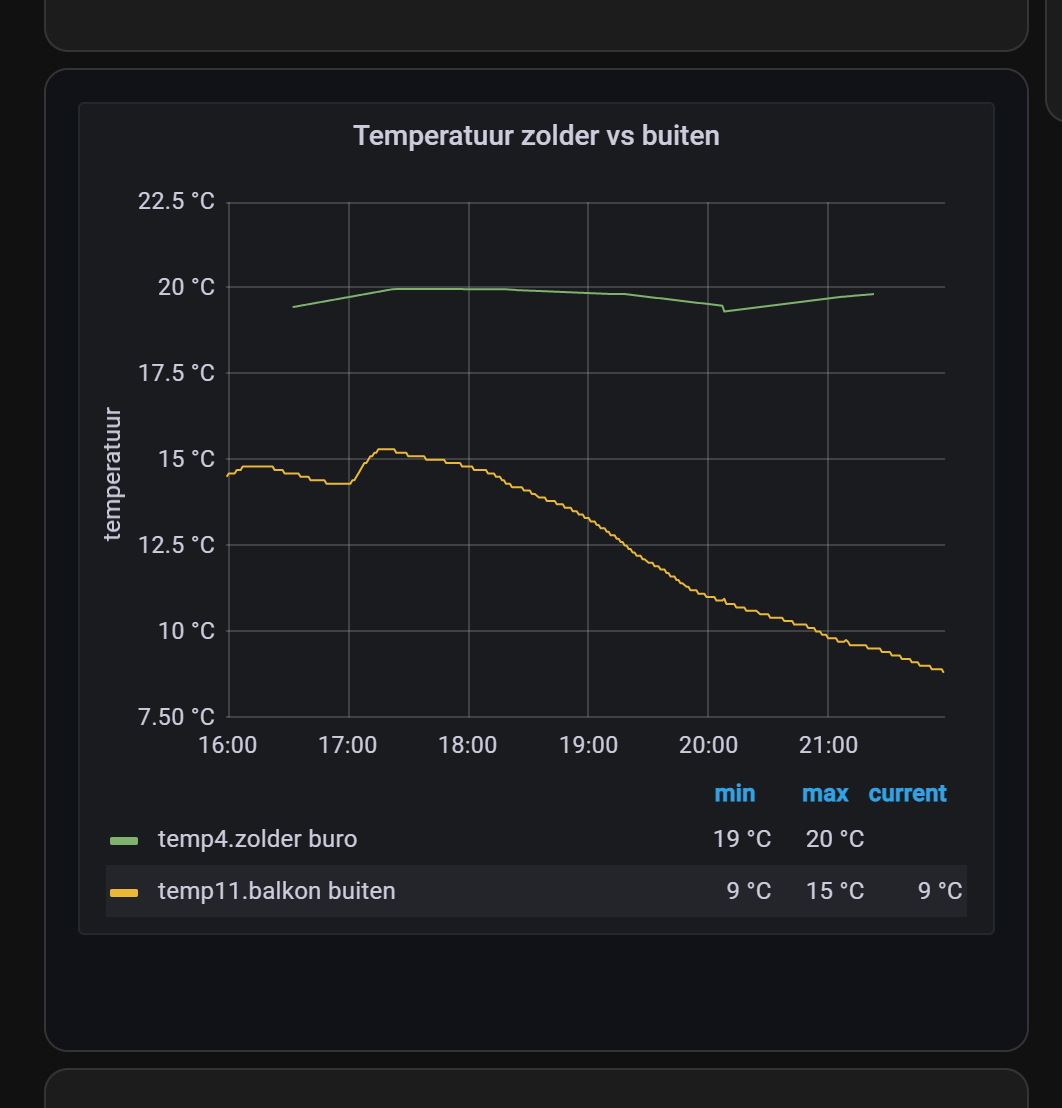 Temperatuur zolder vs buiten
22.5 °C
20 °C
17.5 °C
15 °C
12.5 °C
10 °C
7.50 °C
temperatuur
16:00 17:00 18:00 19:00 20:00 21:00
min max current
temp4.zolder buro 19 °C 20 °C
temp11.balkon buiten 9 °C 15 °C 9 °C